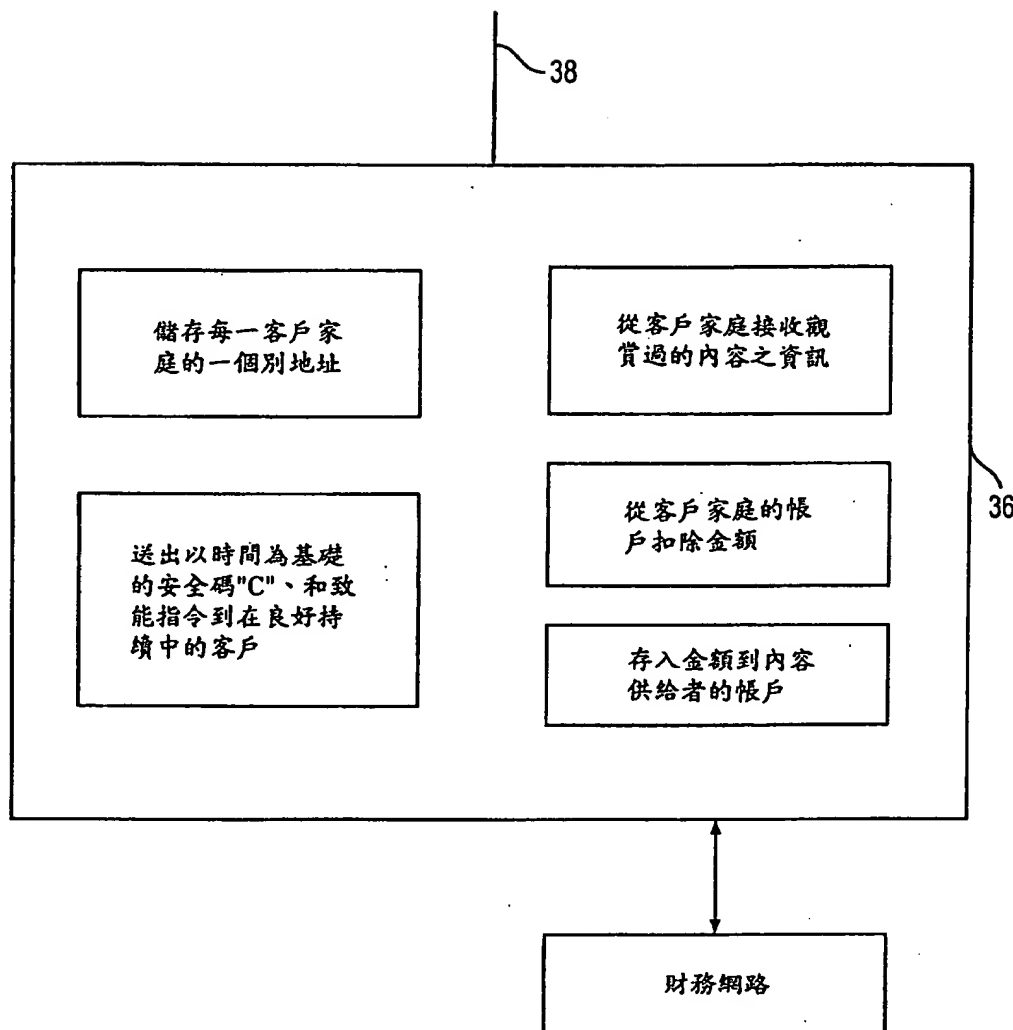 38
儲存每一客戶家
庭的一個別地址
從客戶家庭接收觀
賞過的內容之資訊
36
送出以時間為基礎
的安全碼"C"、和致
能指令到在良好持
續中的客戶
從客戶家庭的帳
戶扣除金額
存入金額到內容
供給者的帳戶
財務網路